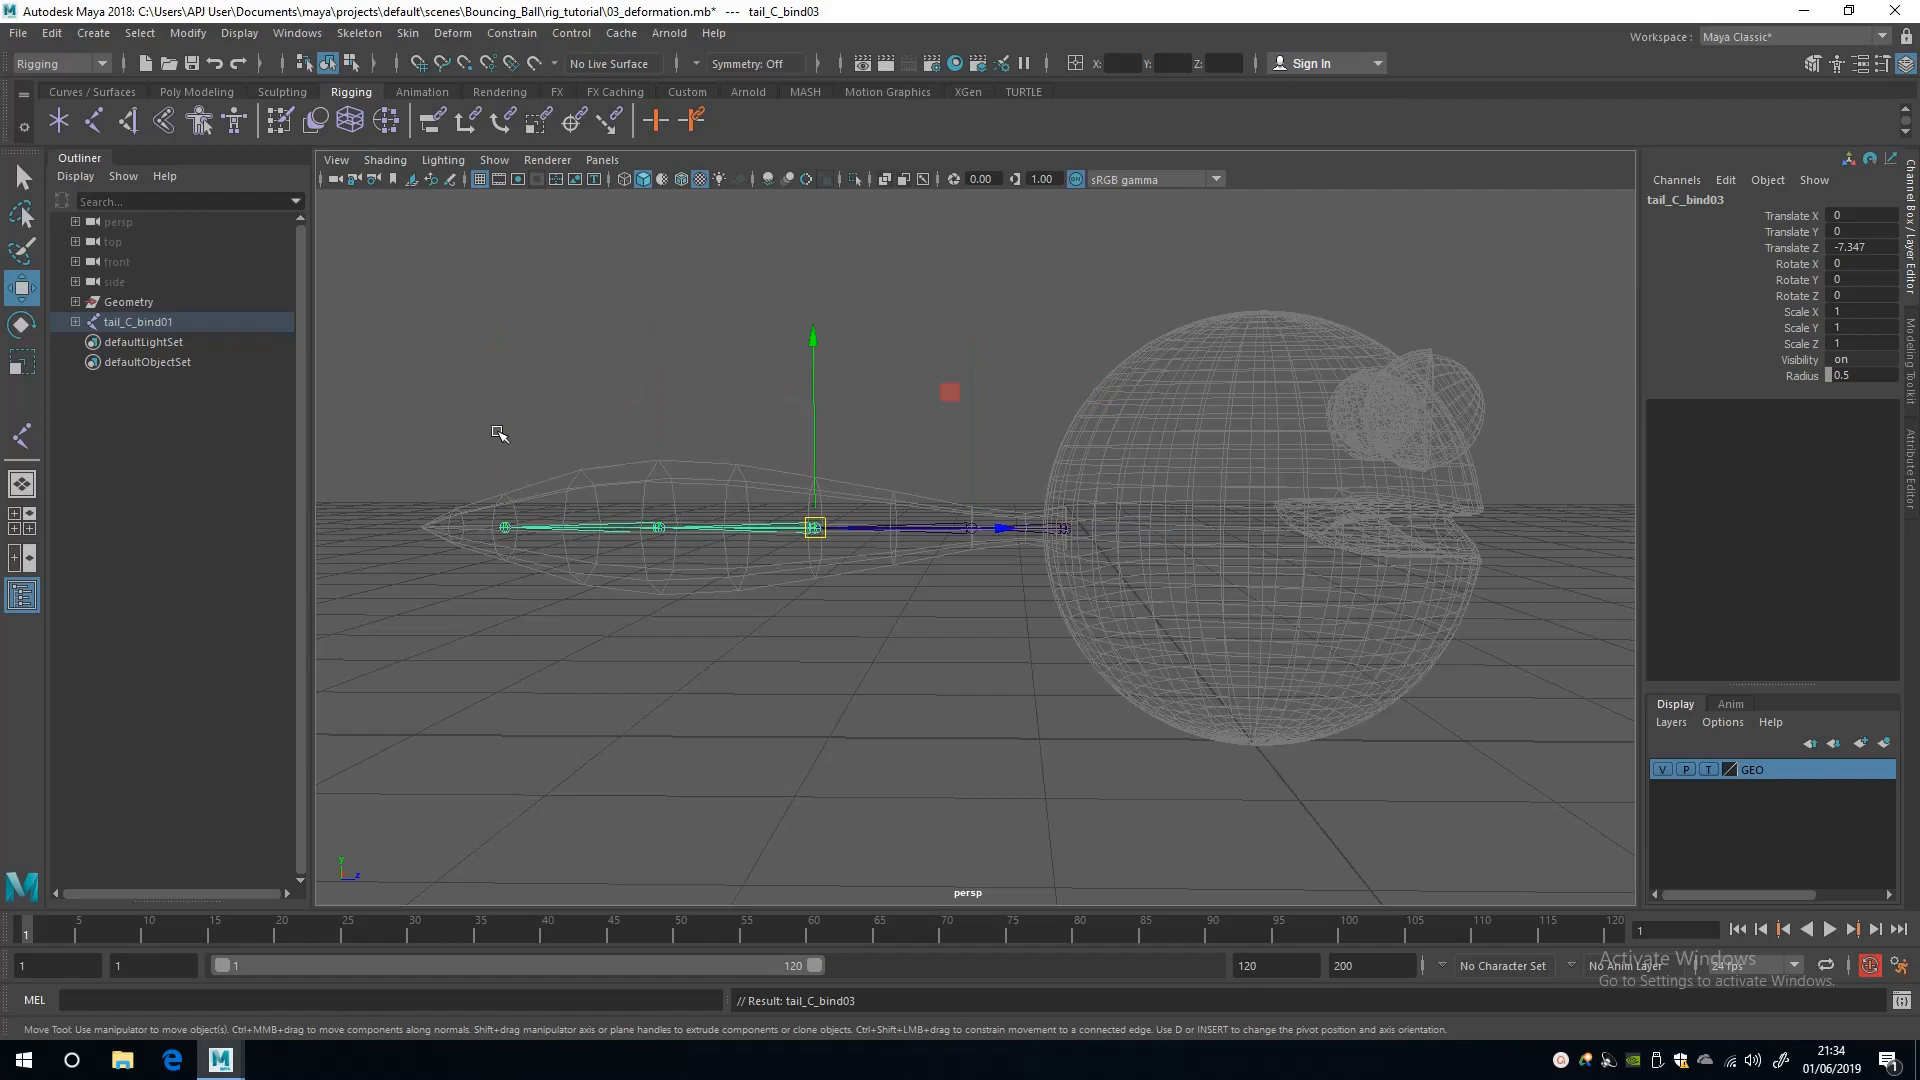 Autodesk Maya 2018: C:\Users\APJ User\Documents\maya\projects\default\scenes\Bouncing_Ball\rig_tutorial\03_deformation.mb* --- tail_C_bind03
File Edit Create Select Modify Display Windows Skeleton Skin Deform Constrain Control Cache Arnold Help
Workspace : Maya Classic*
Rigging No Live Surface Symmetry: Off X: Y: Z: Sign In
Curves / Surfaces Poly Modeling Sculpting Rigging Animation Rendering FX FX Caching Custom Arnold MASH Motion Graphics XGen TURTLE
Outliner
Display Show Help
Search...
persp
top
front
side
Geometry
tail_C_bind01
defaultLightSet
defaultObjectSet
View Shading Lighting Show Renderer Panels
0.00 1.00 ON sRGB gamma
y
z
persp
Channels Edit Object Show
tail_C_bind03
Translate X 0
Translate Y 0
Translate Z -7.347
Rotate X 0
Rotate Y 0
Rotate Z 0
Scale X 1
Scale Y 1
Scale Z 1
Visibility on
Radius 0.5
Channel Box / Layer Editor
Modeling Toolkit
Attribute Editor
Display Anim
Layers Options Help
V P T GEO
5 10 15 20 25 30 35 40 45 50 55 60 65 70 75 80 85 90 95 100 105 110 115 120
1
1
1 1 1 120 120 200 No Character Set No Anim Layer 24 fps
Activate Windows
Go to Settings to activate Windows.
MEL // Result: tail_C_bind03
Move Tool: Use manipulator to move object(s). Ctrl+MMB+drag to move components along normals. Shift+drag manipulator axis or plane handles to extrude components or clone objects. Ctrl+Shift+LMB+drag to constrain movement to a connected edge. Use D or INSERT to change the pivot position and axis orientation.
21:34
01/06/2019
1